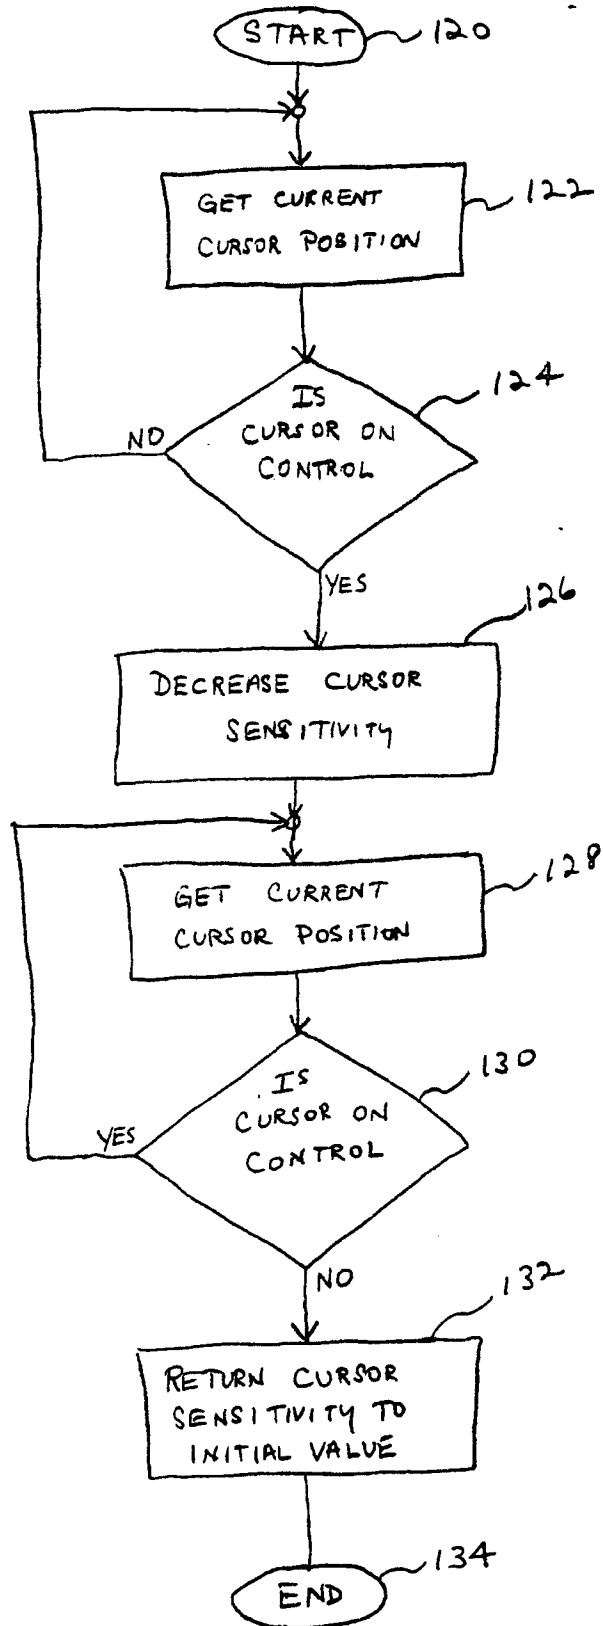 START 120
GET CURRENT 122
CURSOR POSITION
124
IS
CURSOR ON
NO
CONTROL
YES
126
DECREASE CURSOR
SENSITIVITY
128
GET CURRENT
CURSOR POSITION
130
IS
CURSOR ON
YES
CONTROL
NO
132
RETURN CURSOR
SENSITIVITY TO
INITIAL VALUE
134
END